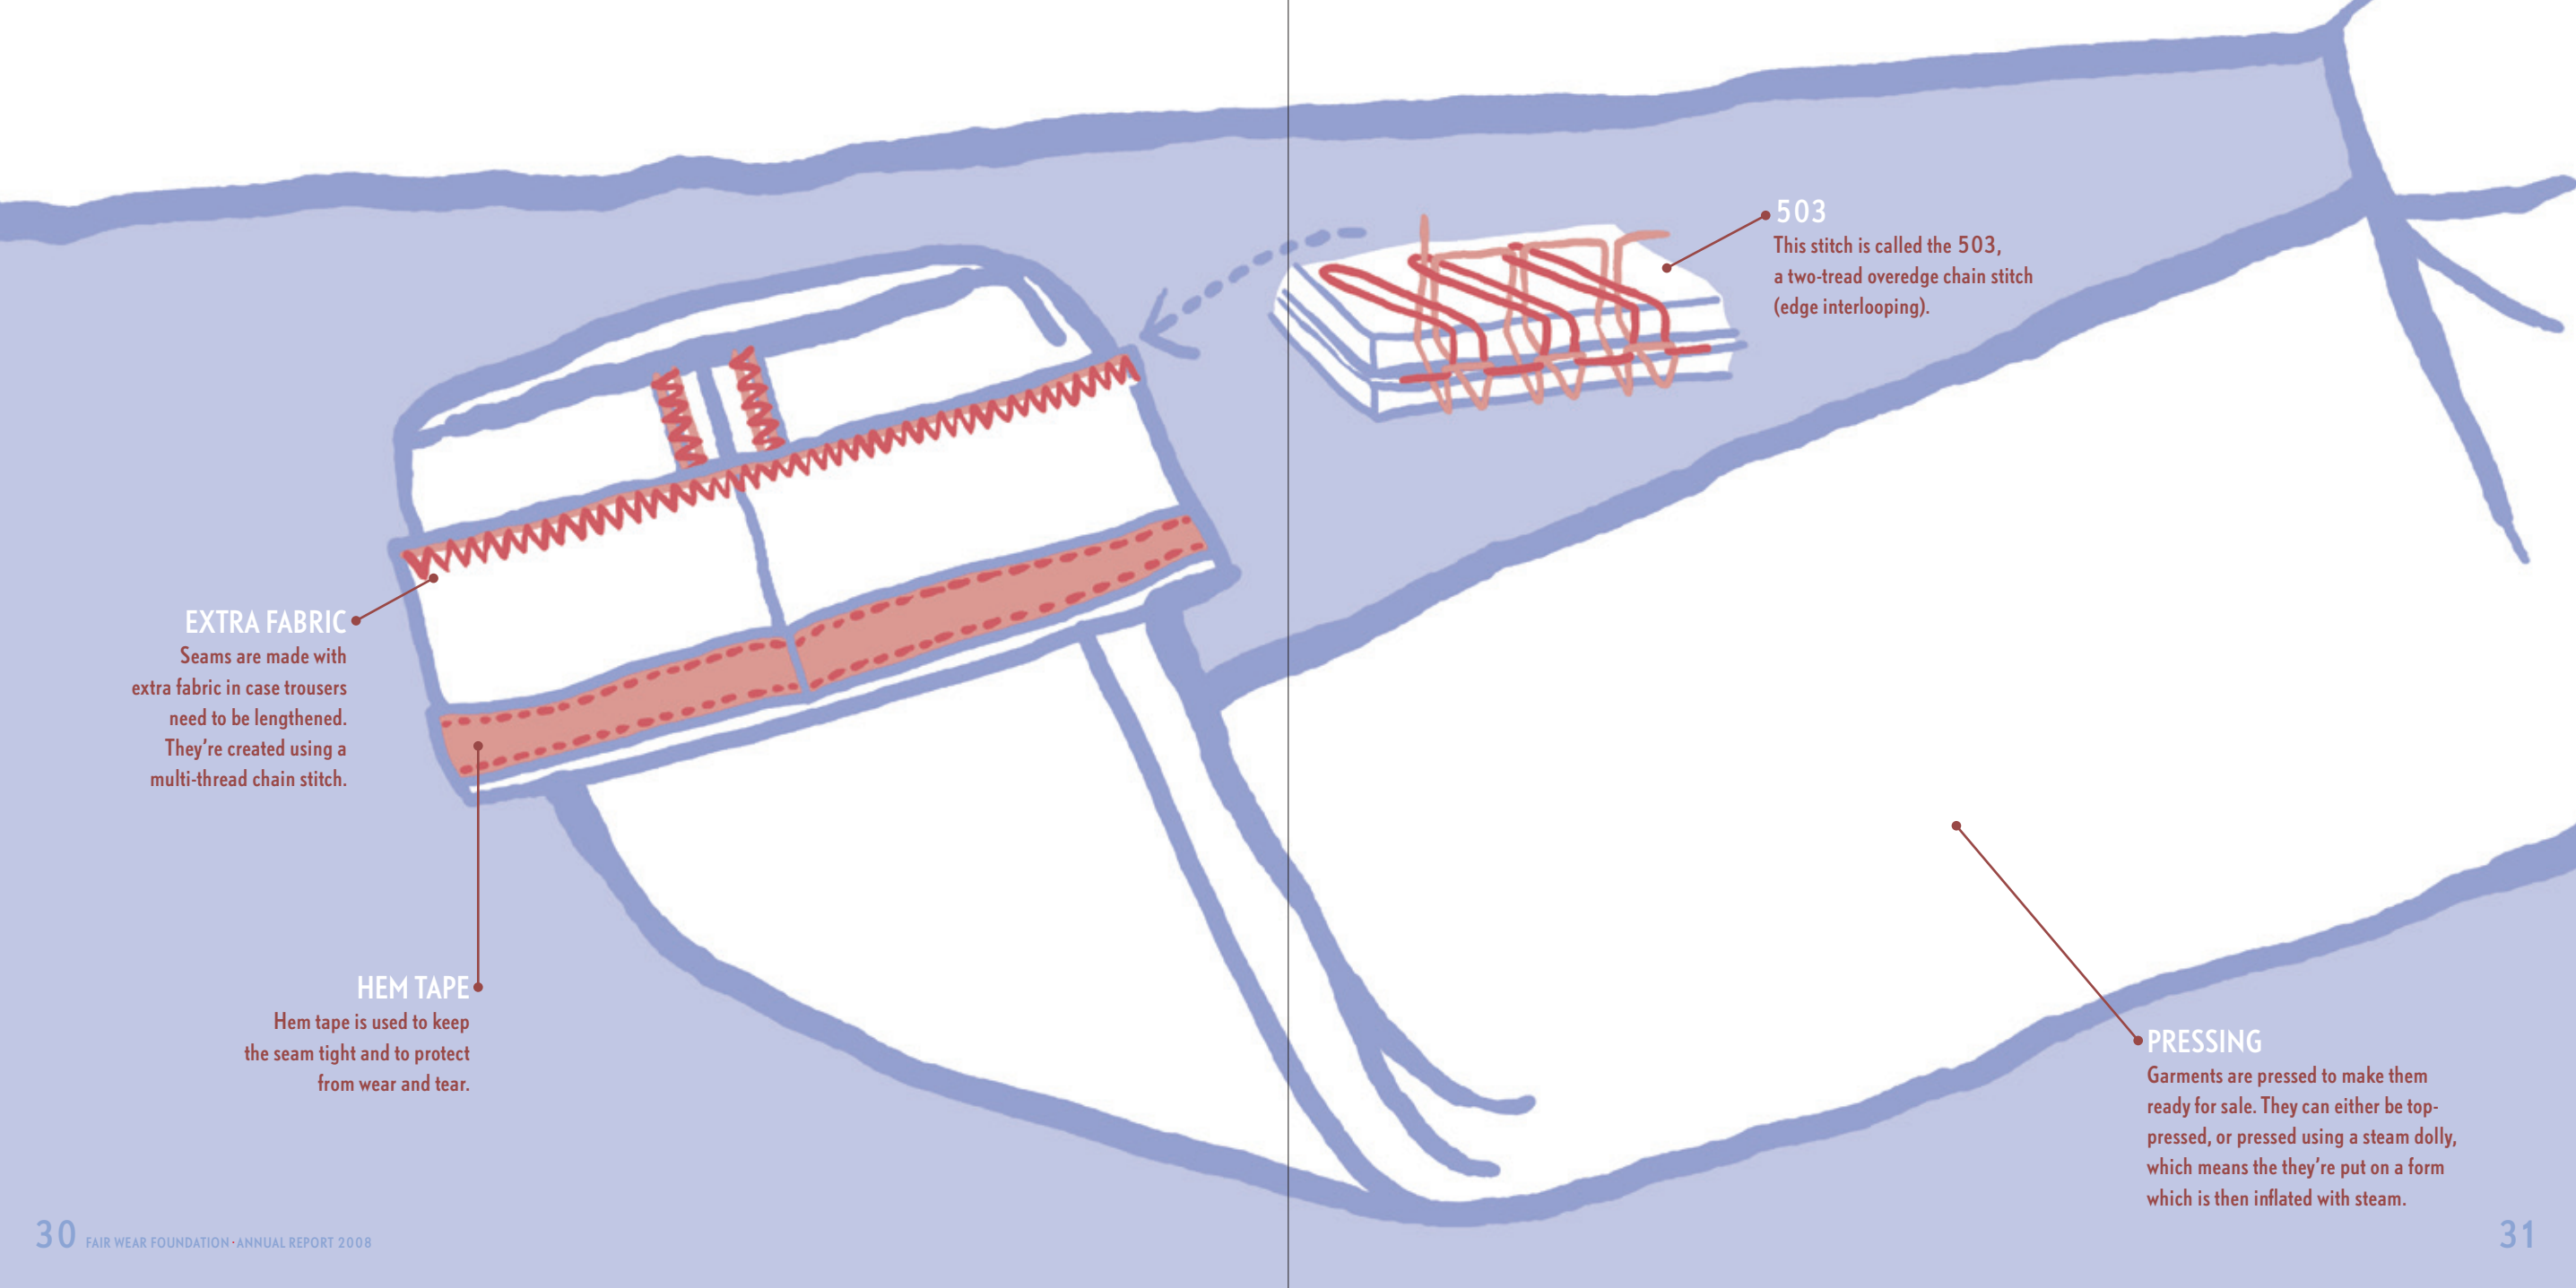 EXTRA FABRIC
Seams are made with
extra fabric in case trousers
need to be lengthened.
They're created using a
multi-thread chain stitch.
HEM TAPE
Hem tape is used to keep
the seam tight and to protect
from wear and tear.
30 FAIR WEAR FOUNDATION · ANNUAL REPORT 2008
503
This stitch is called the 503,
a two-tread overedge chain stitch
(edge interlooping).
PRESSING
Garments are pressed to make them
ready for sale. They can either be top-
pressed, or pressed using a steam dolly,
which means the they're put on a form
which is then inflated with steam.
31